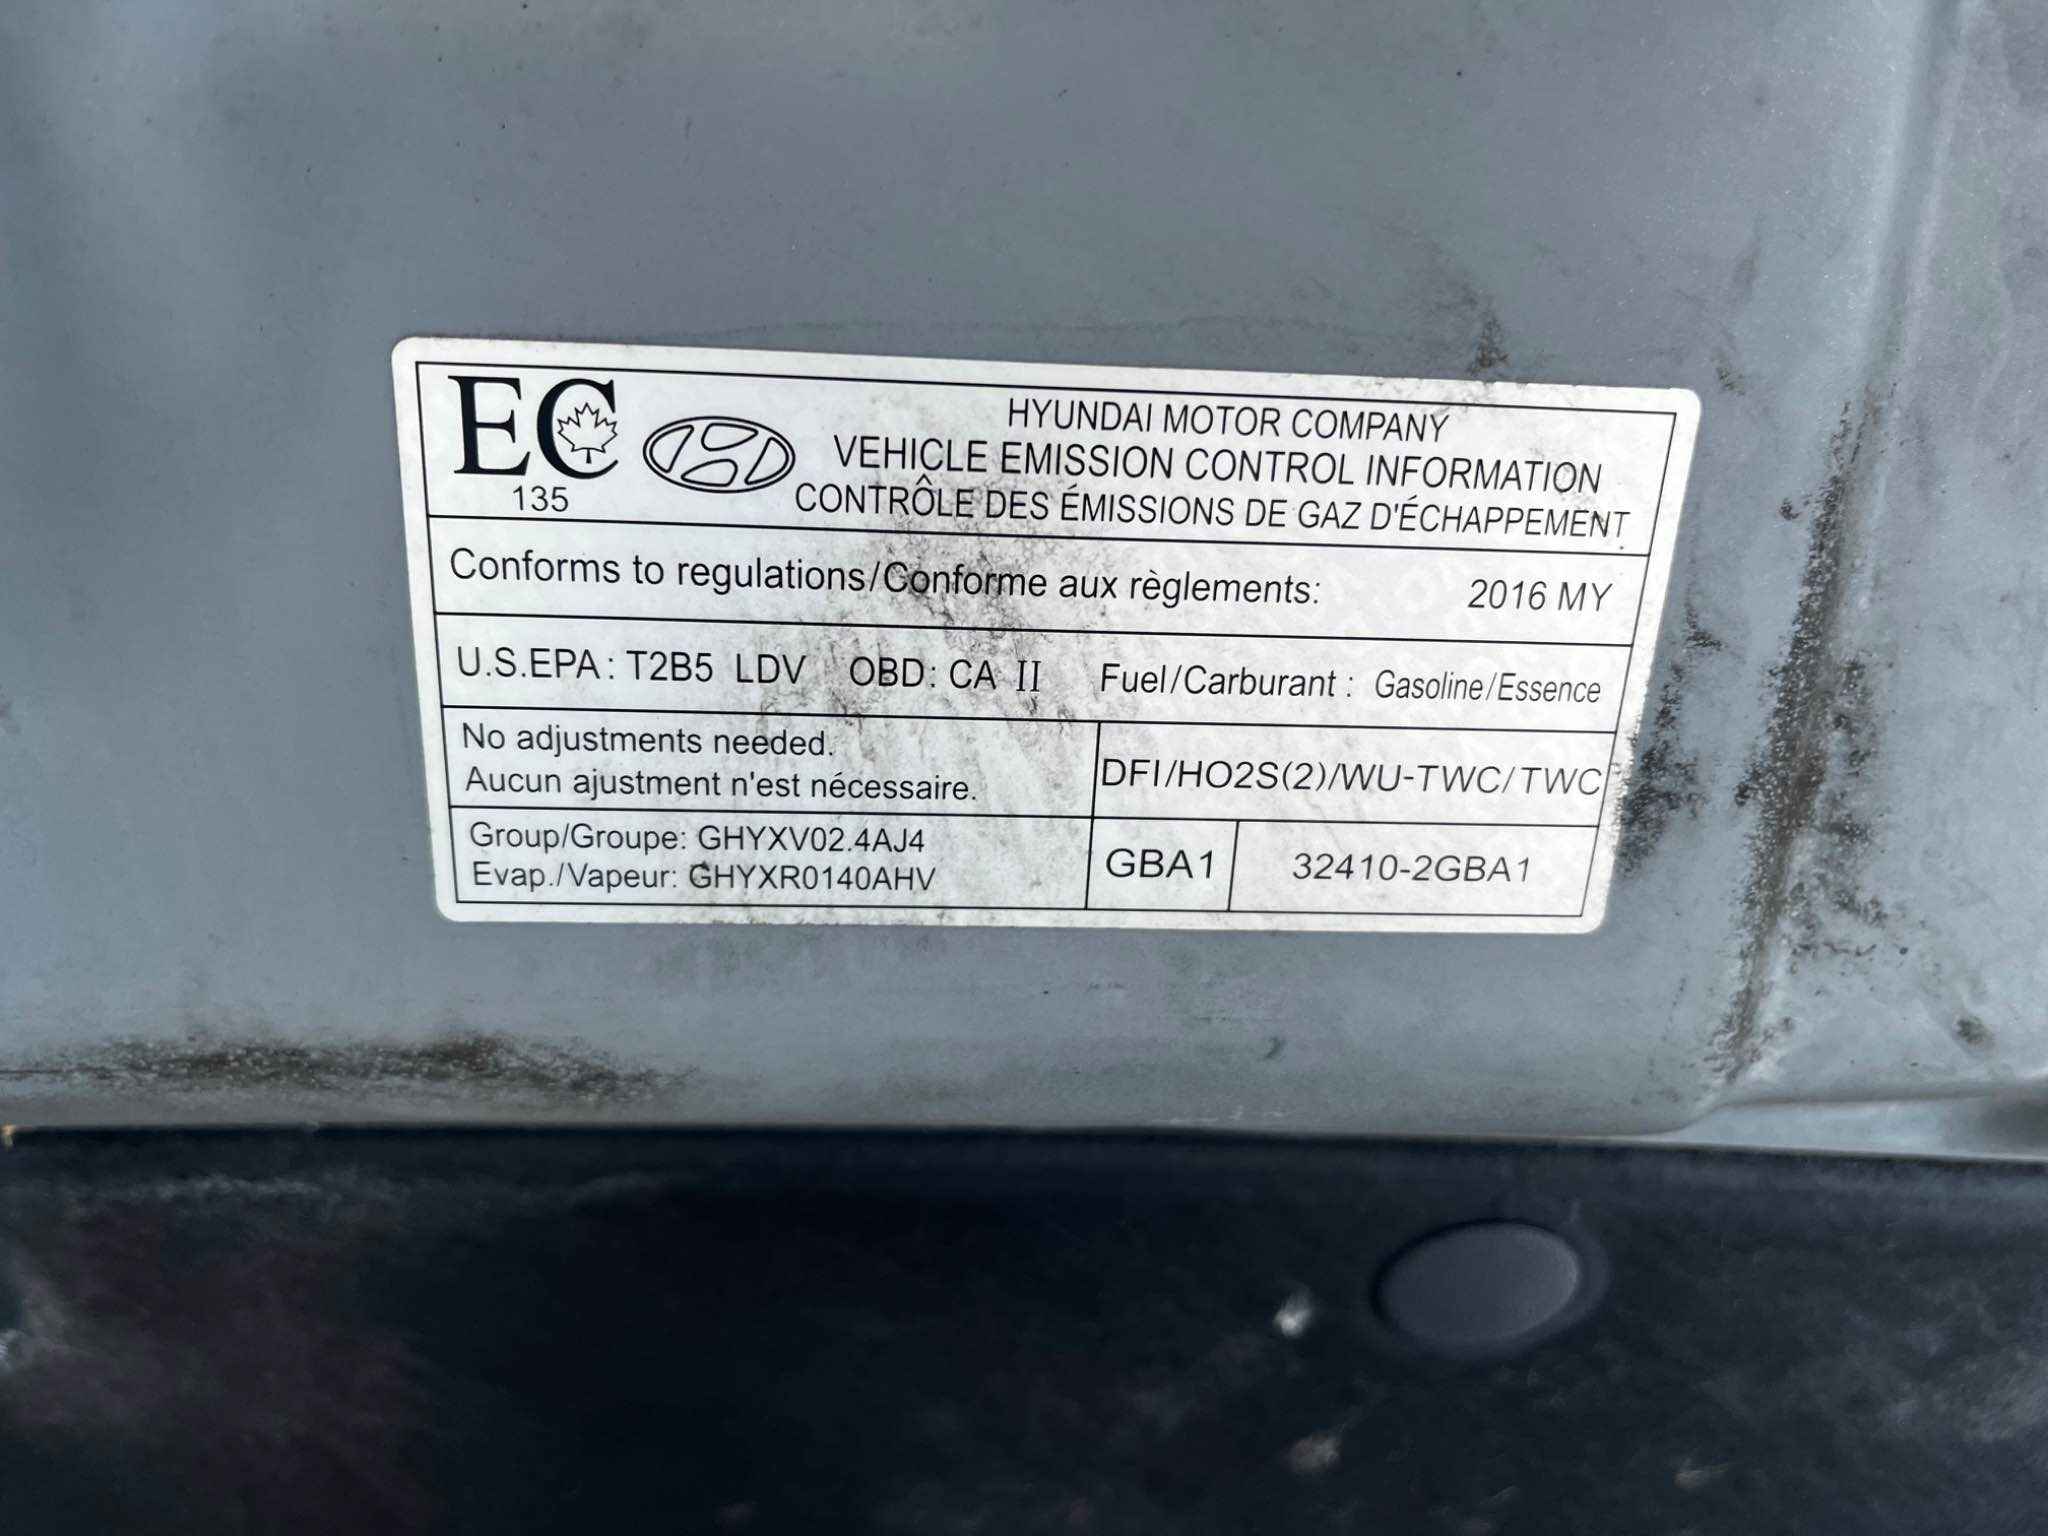 EC
135
HYUNDAI MOTOR COMPANY
VEHICLE EMISSION CONTROL INFORMATION
CONTRÔLE DES ÉMISSIONS DE GAZ D'ÉCHAPPEMENT
Conforms to regulations/Conforme aux règlements: 2016 MY
U.S.EPA: T2B5 LDV OBD: CA II Fuel/Carburant : Gasoline/Essence
No adjustments needed.
Aucun ajustment n'est nécessaire.
DFI/HO2S(2)/WU-TWC/TWC
Group/Groupe: GHYXV02.4AJ4
Evap./Vapeur: GHYXR0140AHV
GBA1
32410-2GBA1